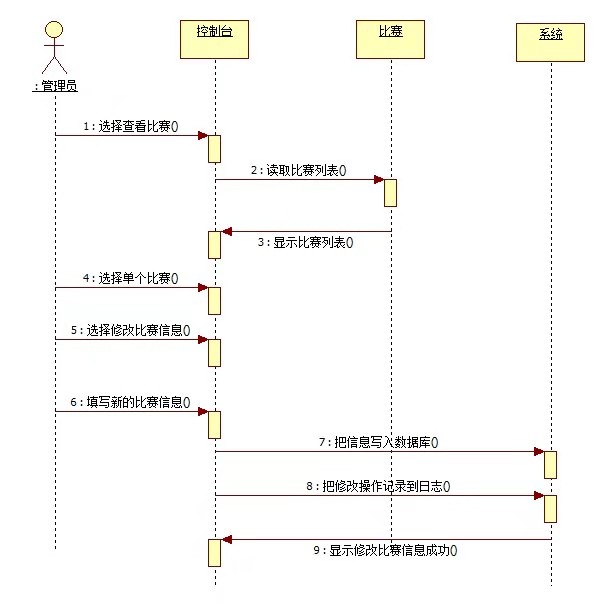 控制台
比赛
系统
:管理员
1:选择查看比赛()
2:读取比赛列表()
3:显示比赛列表()
4:选择单个比赛()
5:选择修改比赛信息()
6:填写新的比赛信息()
7:把信息写入数据库()
8:把修改操作记录到日志()
9:显示修改比赛信息成功()